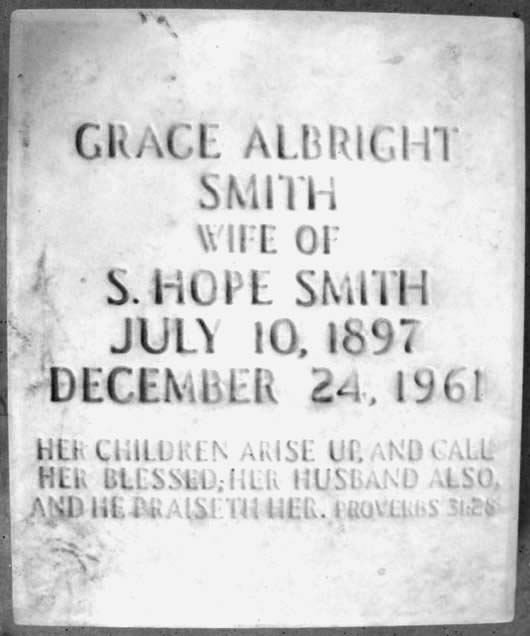 GRACE ALBRIGHT
SMITH
WIFE OF
S. HOPE SMITH
JULY 10, 1897
DECEMBER 24, 1961
HER CHILDREN ARISE UP, AND CALL
HER BLESSED; HER HUSBAND ALSO,
AND HE PRAISETH HER. PROVERBS 31:28